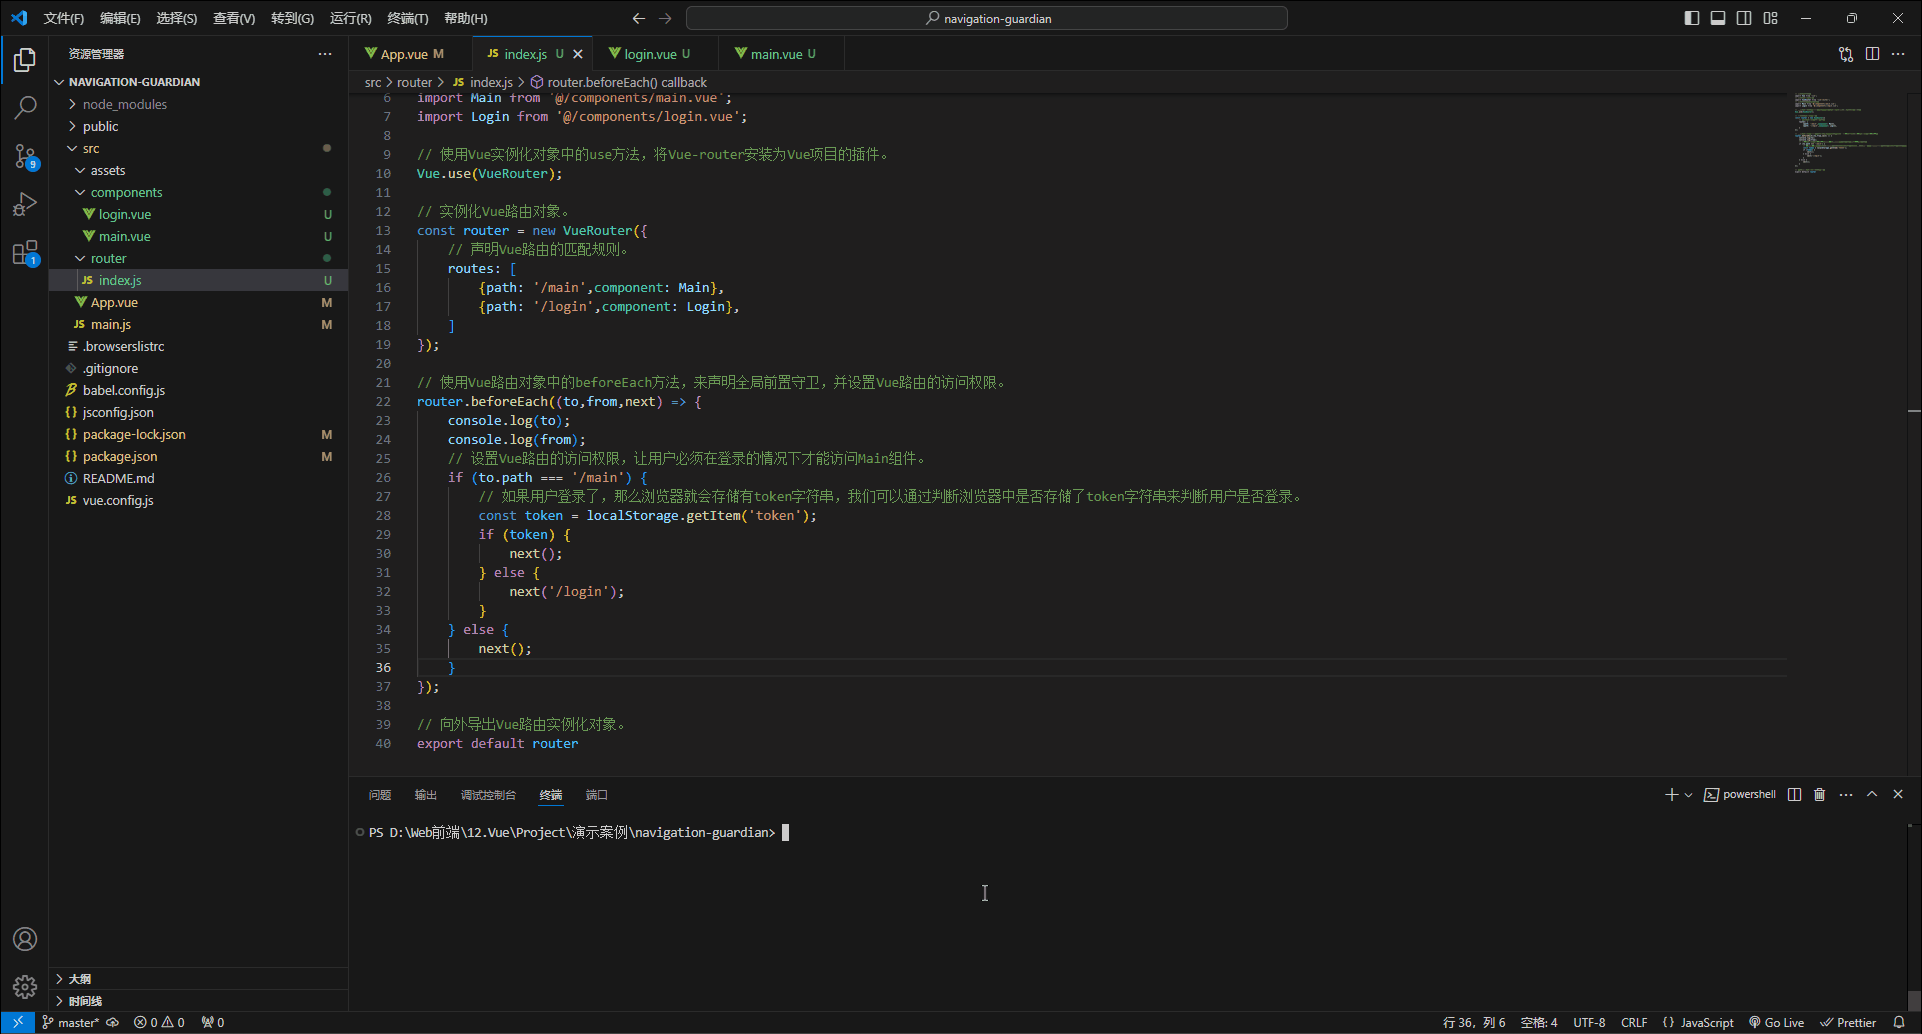 文件(F) 编辑(E) 选择(S) 查看(V) 转到(G) 运行(R) 终端(T) 帮助(H)
navigation-guardian
资源管理器
NAVIGATION-GUARDIAN
node_modules
public
src
assets
components
login.vue U
main.vue U
router
JS index.js U
App.vue M
JS main.js M
.browserslistrc
.gitignore
babel.config.js
{} jsconfig.json
{} package-lock.json M
{} package.json M
README.md
JS vue.config.js
大纲
时间线
9
1
App.vue M
JS index.js U
login.vue U
main.vue U
src > router > JS index.js > router.beforeEach() callback
6 import Main from '@/components/main.vue';
7 import Login from '@/components/login.vue';
8
9 // 使用Vue实例化对象中的use方法，将Vue-router安装为Vue项目的插件。
10 Vue.use(VueRouter);
11
12 // 实例化Vue路由对象。
13 const router = new VueRouter({
14 // 声明Vue路由的匹配规则。
15 routes: [
16 {path: '/main',component: Main},
17 {path: '/login',component: Login},
18 ]
19 });
20
21 // 使用Vue路由对象中的beforeEach方法，来声明全局前置守卫，并设置Vue路由的访问权限。
22 router.beforeEach((to,from,next) => {
23 console.log(to);
24 console.log(from);
25 // 设置Vue路由的访问权限，让用户必须在登录的情况下才能访问Main组件。
26 if (to.path === '/main') {
27 // 如果用户登录了，那么浏览器就会存储有token字符串，我们可以通过判断浏览器中是否存储了token字符串来判断用户是否登录。
28 const token = localStorage.getItem('token');
29 if (token) {
30 next();
31 } else {
32 next('/login');
33 }
34 } else {
35 next();
36 }
37 });
38
39 // 向外导出Vue路由实例化对象。
40 export default router
问题 输出 调试控制台 终端 端口
powershell
PS D:\Web前端\12.Vue\Project\演示案例\navigation-guardian>
master* 0 0 0
行 36，列 6 空格: 4 UTF-8 CRLF {} JavaScript Go Live Prettier